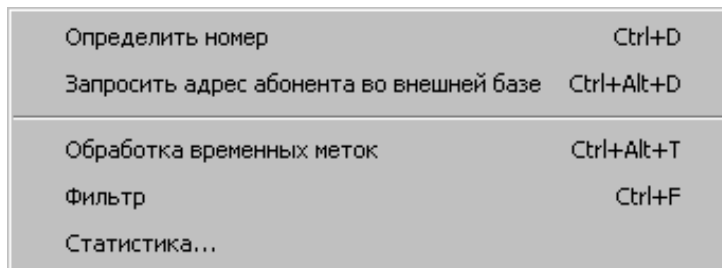 Определить номер Ctrl+D
Запросить адрес абонента во внешней базе Ctrl+Alt+D
Обработка временных меток Ctrl+Alt+T
Фильтр Ctrl+F
Статистика...